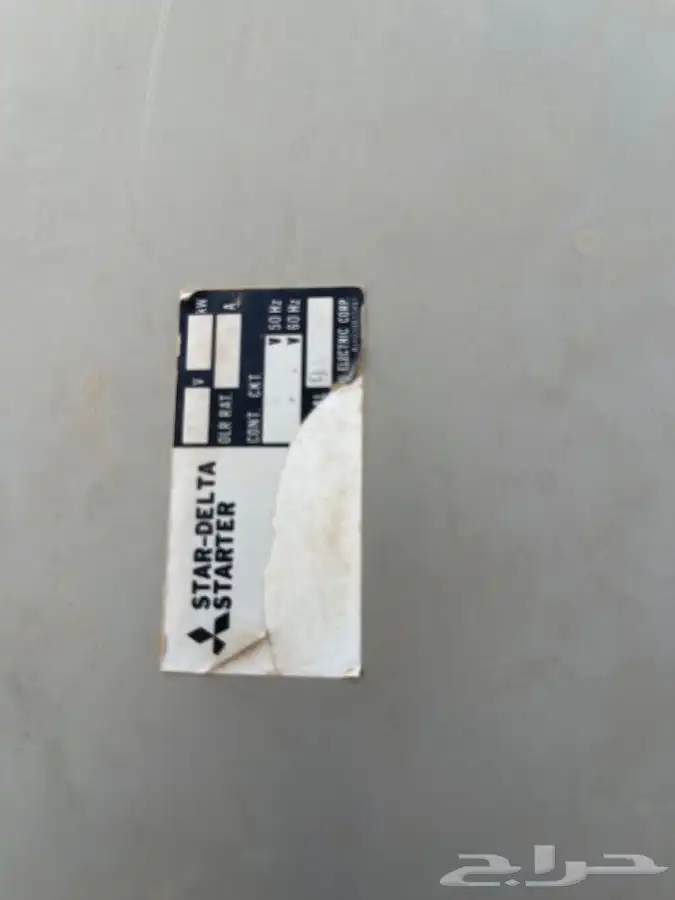 STAR-DELTA
STARTER
V kW
OLR RAT. A
CONT. CKT.
V 50 Hz
V 60 Hz
ELECTRIC CORP.
حراج